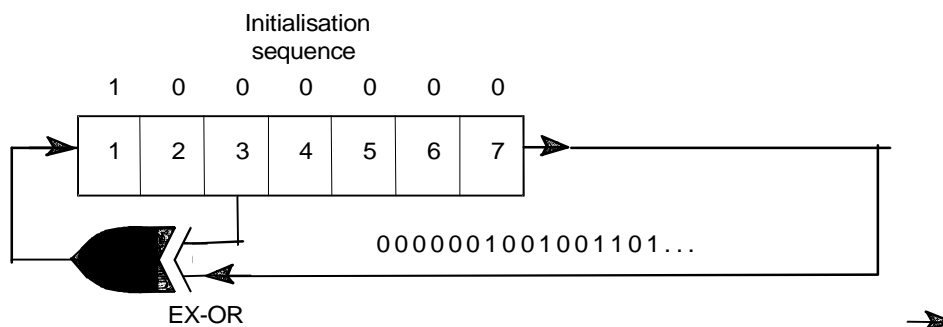 Initialisation
sequence
1 0 0 0 0 0 0
1 2 3 4 5 6 7
0000001001001101...
EX-OR